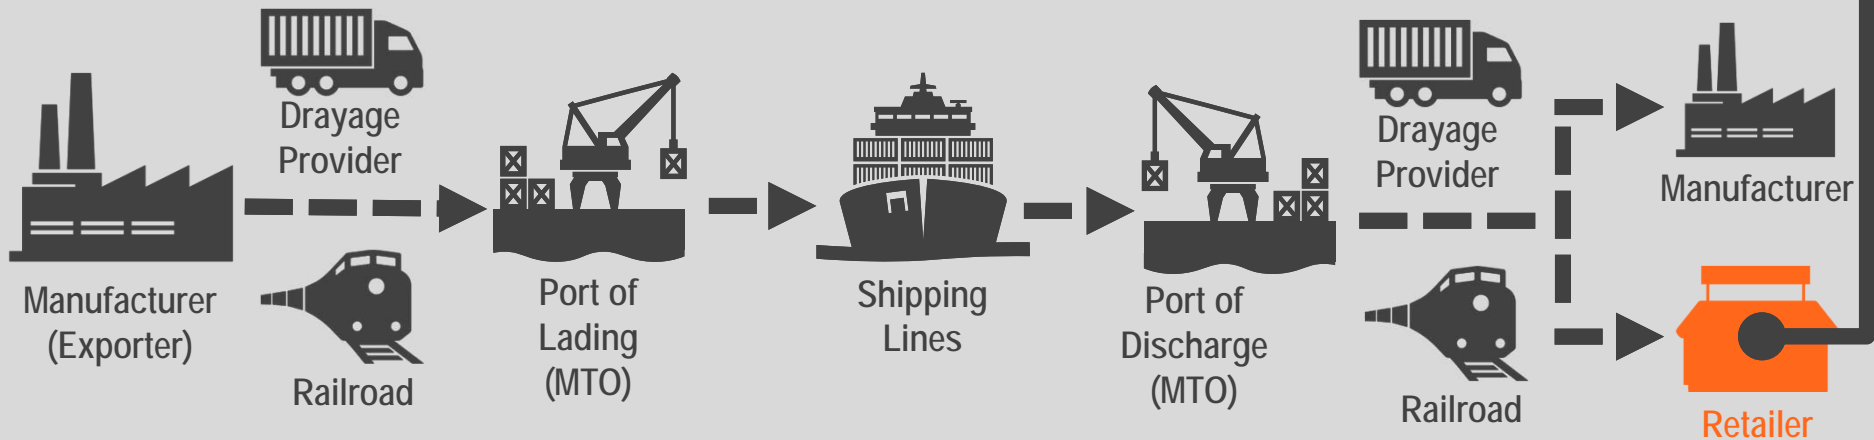 Drayage
Provider
Manufacturer
(Exporter)
Railroad
Port of
Lading
(MTO)
Shipping
Lines
Port of
Discharge
(MTO)
Drayage
Provider
Railroad
Manufacturer
Retailer